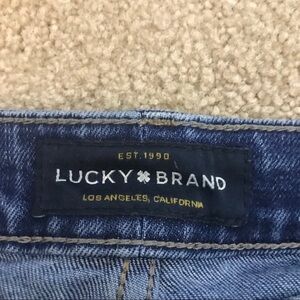 EST. 1990
LUCKY BRAND
LOS ANGELES, CALIFORNIA